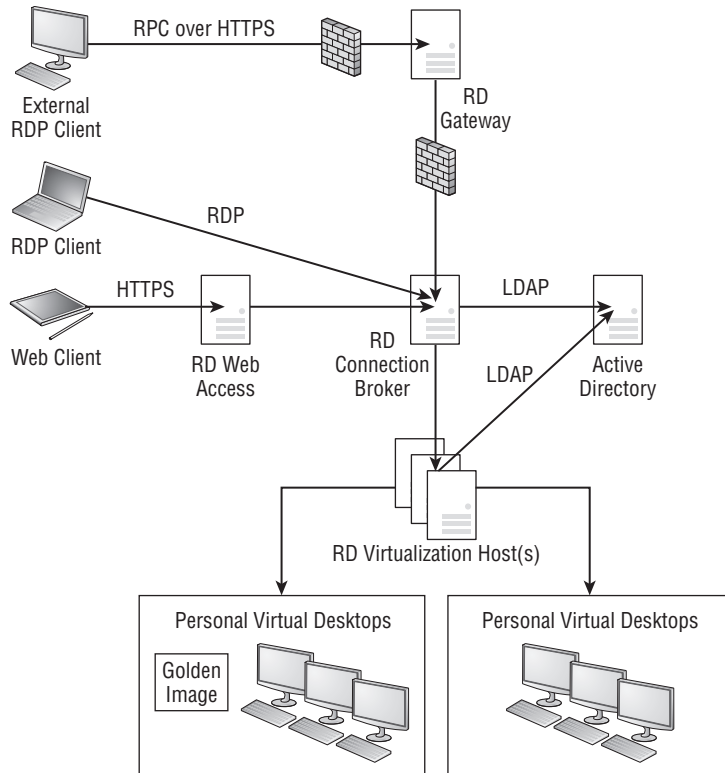 RPC over HTTPS
External
RDP Client
RD
Gateway
RDP
RDP Client
HTTPS
LDAP
Web Client
RD Web
Access
RD
Connection
Broker
LDAP
Active
Directory
RD Virtualization Host(s)
Personal Virtual Desktops
Golden
Image
Personal Virtual Desktops